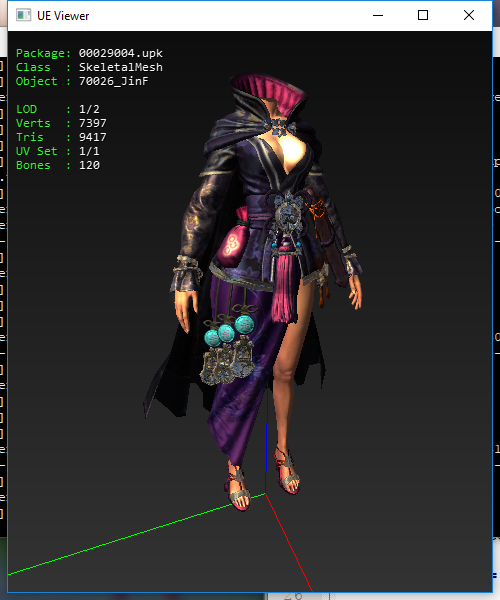 UE Viewer
Package: 00029004.upk
Class  : SkeletalMesh
Object : 70026_JinF
LOD    : 1/2
Verts  : 7397
Tris   : 9417
UV Set : 1/1
Bones  : 120